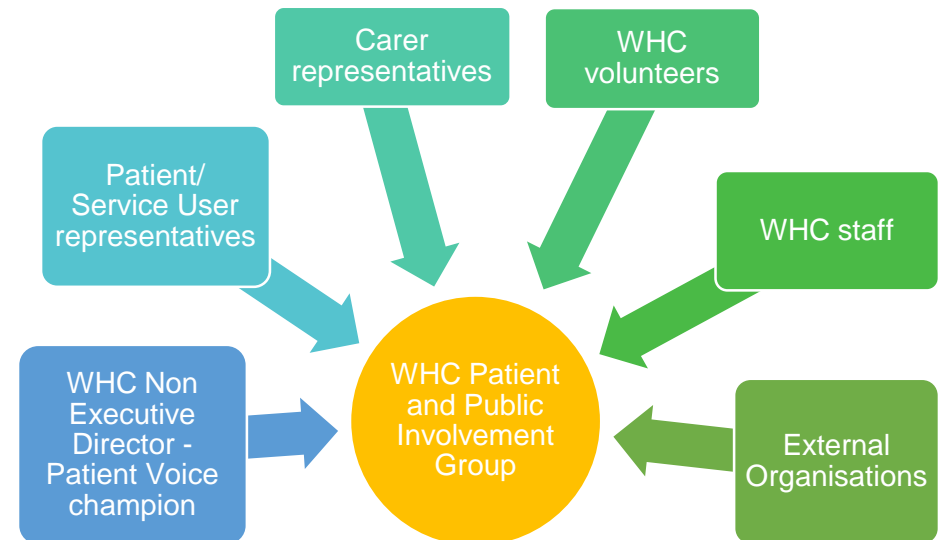 Carer
representatives
WHC
volunteers
Patient/
Service User
representatives
WHC staff
WHC Non
Executive
Director -
Patient Voice
champion
WHC Patient
and Public
Involvement
Group
External
Organisations